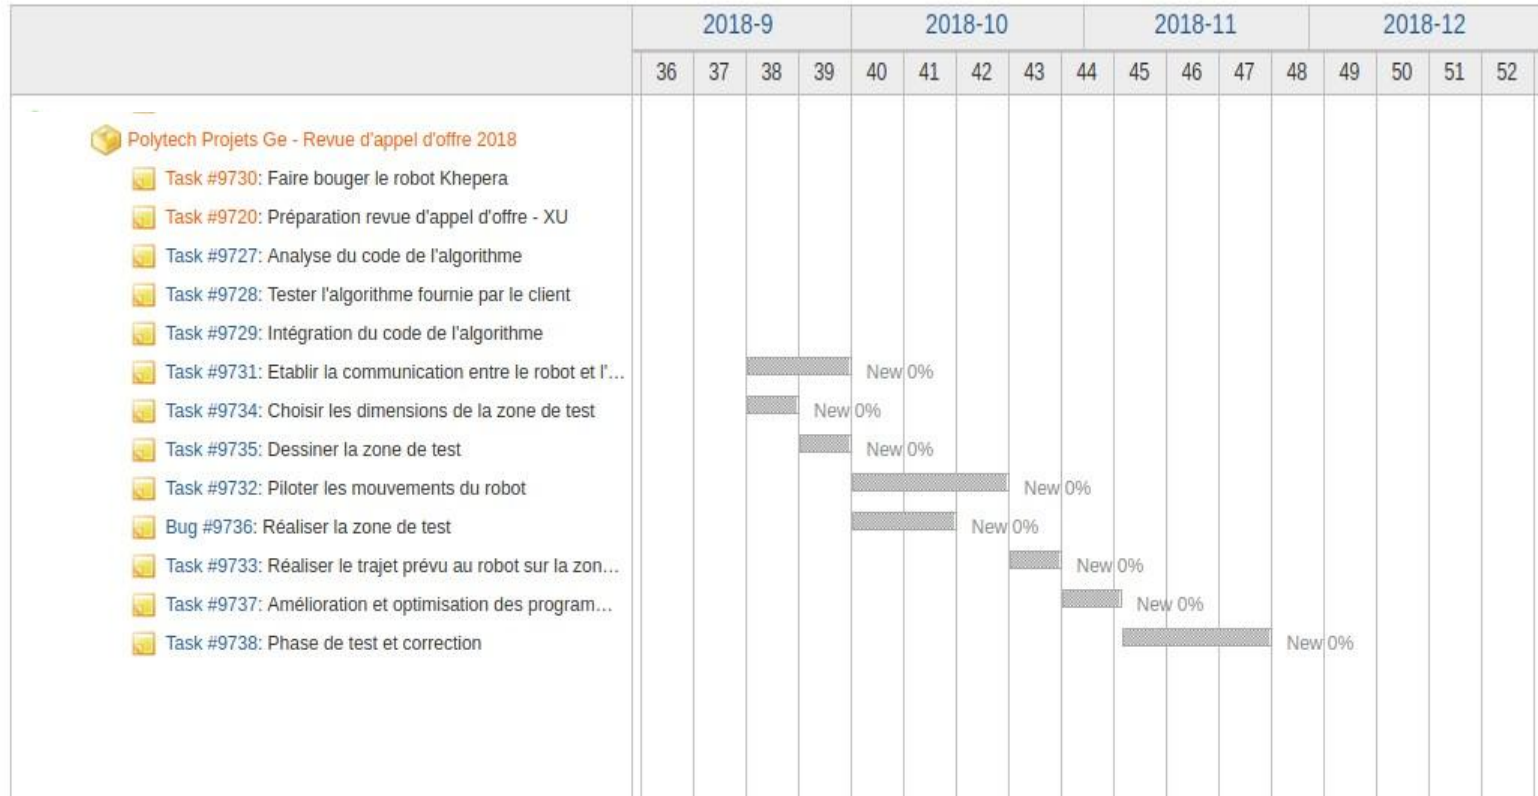 2018-9 2018-10 2018-11 2018-12
36 37 38 39 40 41 42 43 44 45 46 47 48 49 50 51 52
Polytech Projets Ge - Revue d'appel d'offre 2018
Task #9730: Faire bouger le robot Khepera
Task #9720: Préparation revue d'appel d'offre - XU
Task #9727: Analyse du code de l'algorithme
Task #9728: Tester l'algorithme fournie par le client
Task #9729: Intégration du code de l'algorithme
Task #9731: Etablir la communication entre le robot et l'... New 0%
Task #9734: Choisir les dimensions de la zone de test New 0%
Task #9735: Dessiner la zone de test New 0%
Task #9732: Piloter les mouvements du robot New 0%
Bug #9736: Réaliser la zone de test New 0%
Task #9733: Réaliser le trajet prévu au robot sur la zon... New 0%
Task #9737: Amélioration et optimisation des program... New 0%
Task #9738: Phase de test et correction New 0%